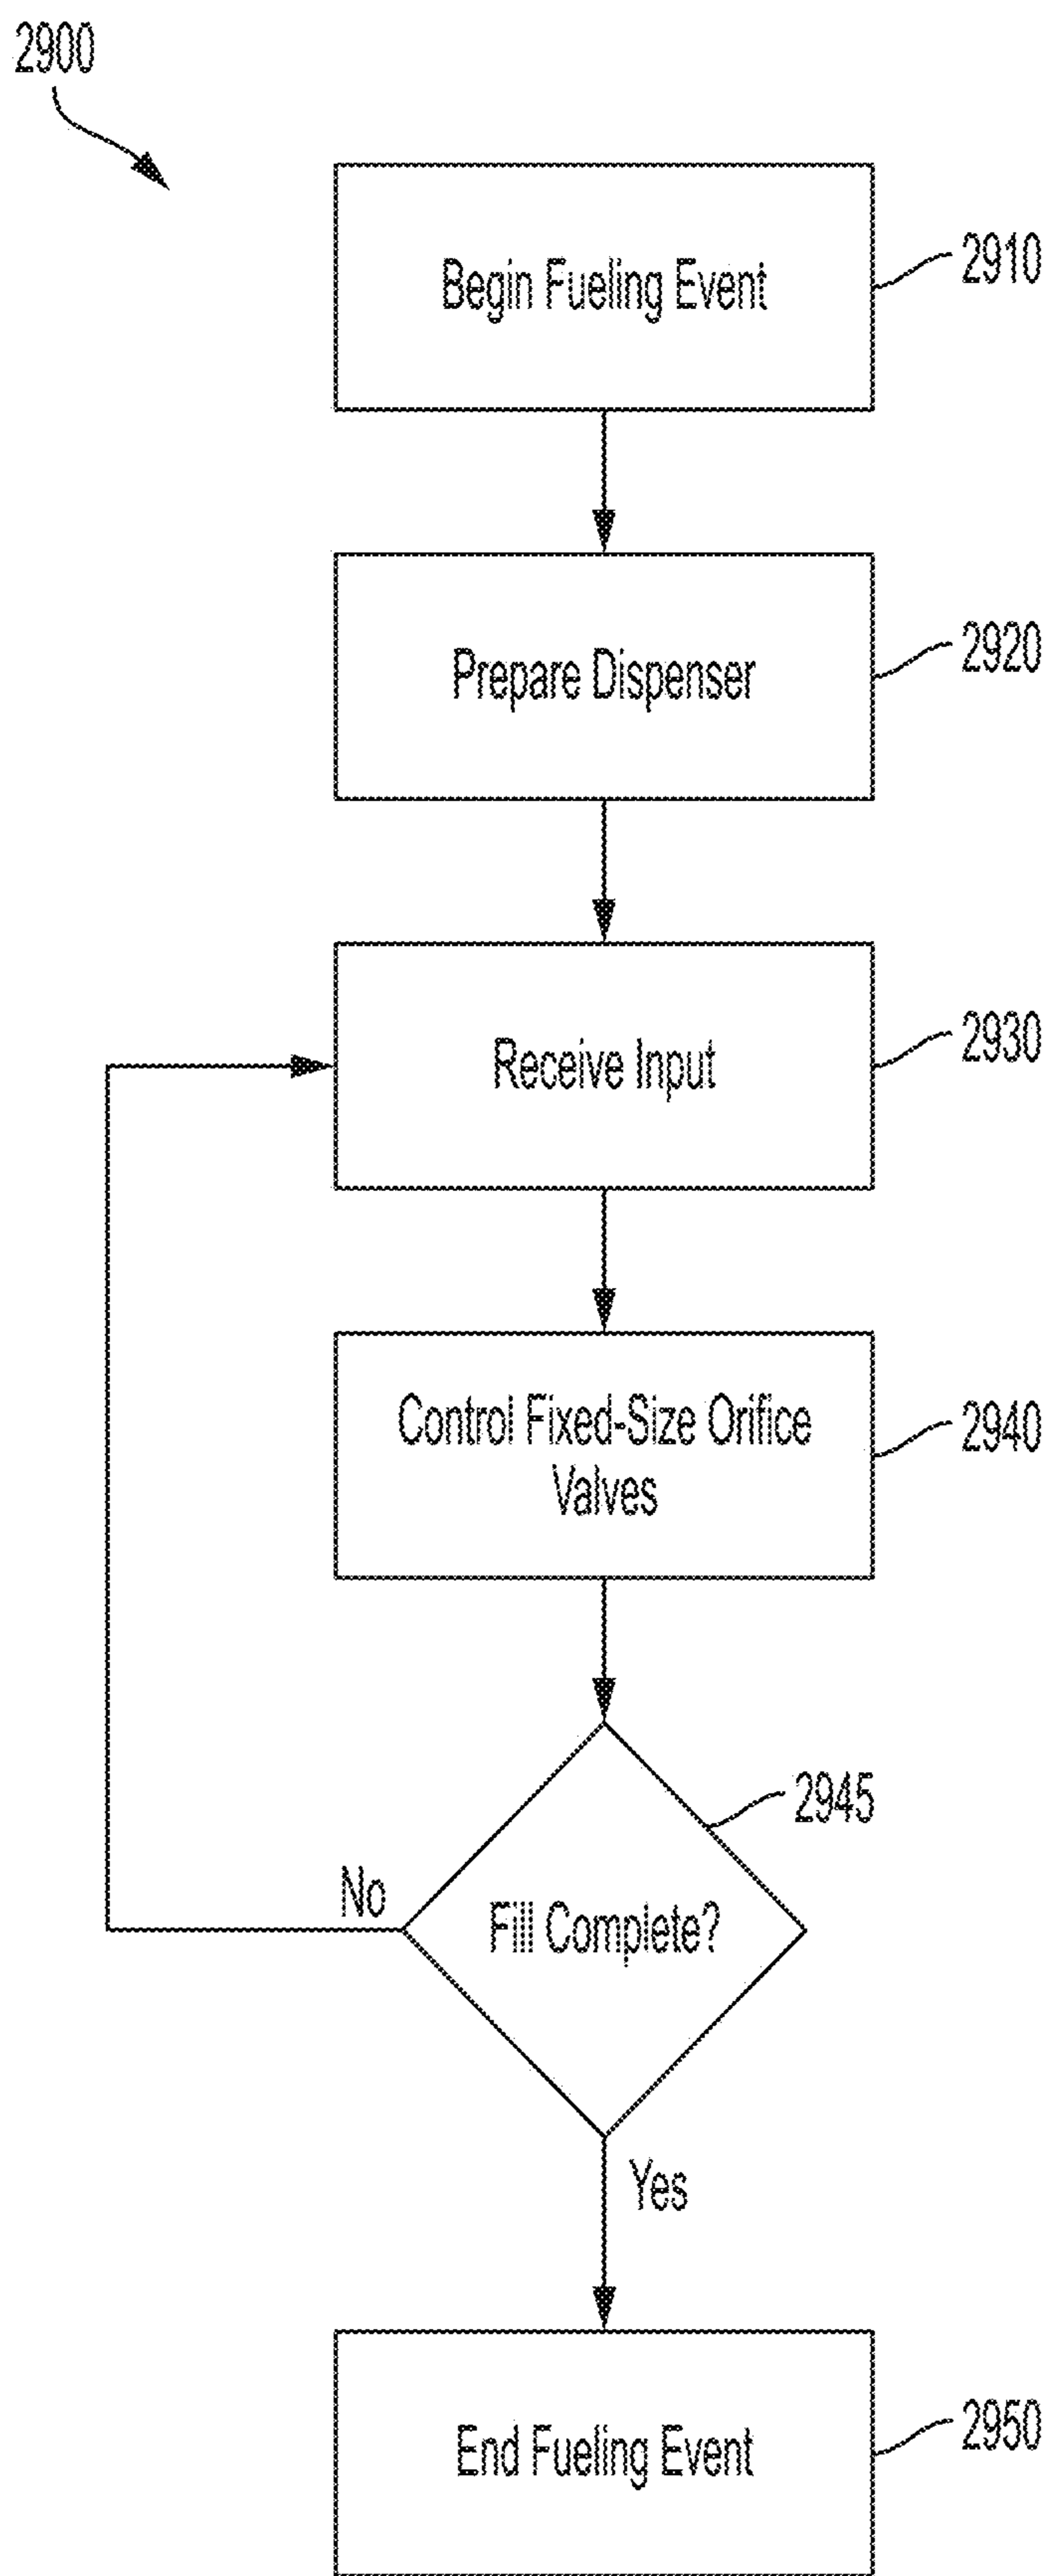 2900
Begin Fueling Event
2910
Prepare Dispenser
2920
Receive Input
2930
Control Fixed-Size Orifice
Valves
2940
2945
No
Fill Complete?
Yes
End Fueling Event
2950